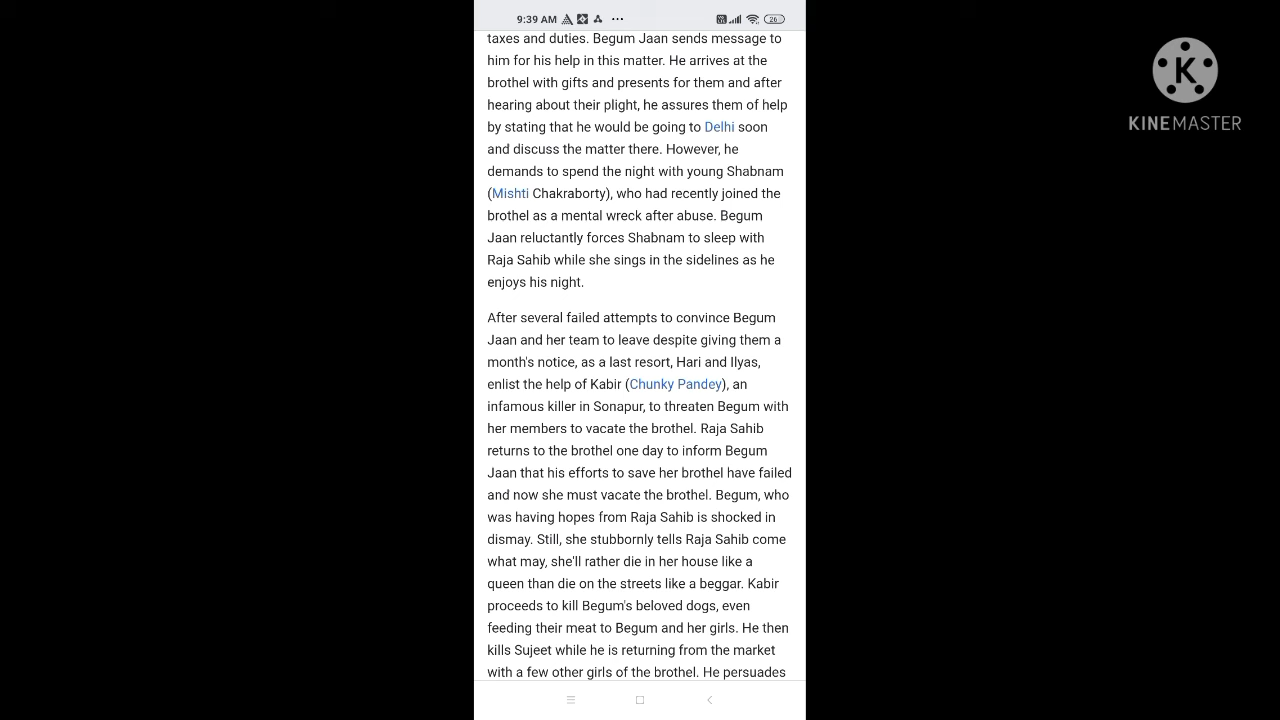 9:39 AM
26
taxes and duties. Begum Jaan sends message to
him for his help in this matter. He arrives at the
brothel with gifts and presents for them and after
hearing about their plight, he assures them of help
by stating that he would be going to Delhi soon
and discuss the matter there. However, he
demands to spend the night with young Shabnam
(Mishti Chakraborty), who had recently joined the
brothel as a mental wreck after abuse. Begum
Jaan reluctantly forces Shabnam to sleep with
Raja Sahib while she sings in the sidelines as he
enjoys his night.
After several failed attempts to convince Begum
Jaan and her team to leave despite giving them a
month's notice, as a last resort, Hari and Ilyas,
enlist the help of Kabir (Chunky Pandey), an
infamous killer in Sonapur, to threaten Begum with
her members to vacate the brothel. Raja Sahib
returns to the brothel one day to inform Begum
Jaan that his efforts to save her brothel have failed
and now she must vacate the brothel. Begum, who
was having hopes from Raja Sahib is shocked in
dismay. Still, she stubbornly tells Raja Sahib come
what may, she'll rather die in her house like a
queen than die on the streets like a beggar. Kabir
proceeds to kill Begum's beloved dogs, even
feeding their meat to Begum and her girls. He then
kills Sujeet while he is returning from the market
with a few other girls of the brothel. He persuades
K
KINEMASTER